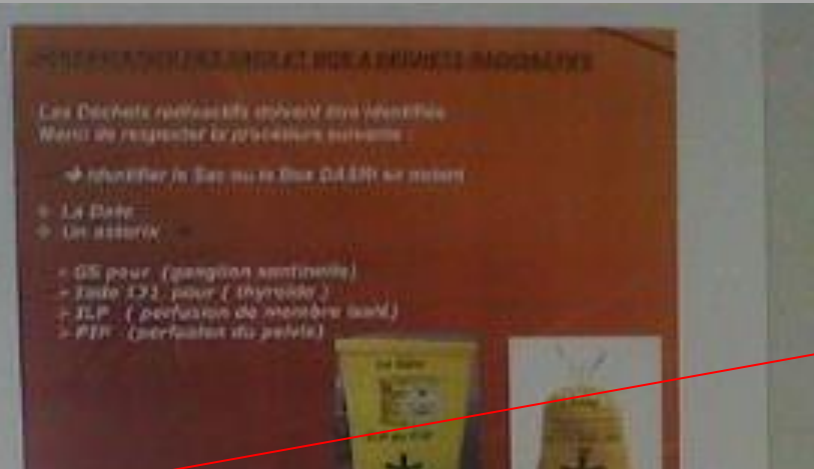 Les Déchets radioactifs doivent être identifiés
Merci de respecter la procédure suivante :
→ Identifier le Sac ou le Box DASRI en notant
La Date
Un asterix
> GS pour (ganglion sentinelle)
> Iode 131 pour ( thyroïde )
> ILP ( perfusion de membre isolé)
> PIP (perfusion du pelvis)
La Date